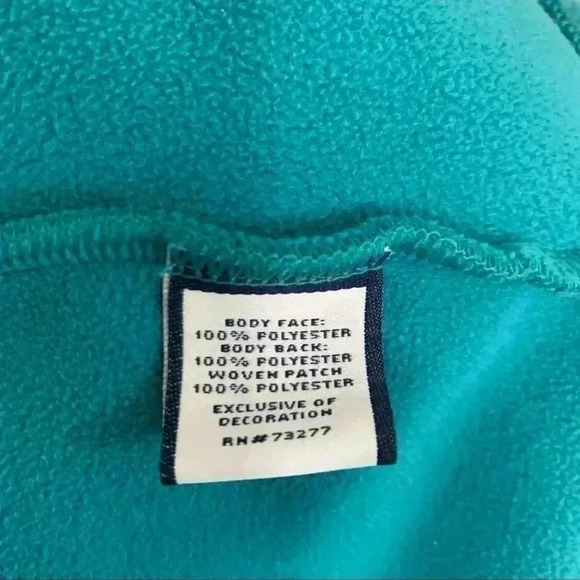 BODY FACE:
100% POLYESTER
BODY BACK:
100% POLYESTER
WOVEN PATCH
100% POLYESTER
EXCLUSIVE OF
DECORATION
RN#73277